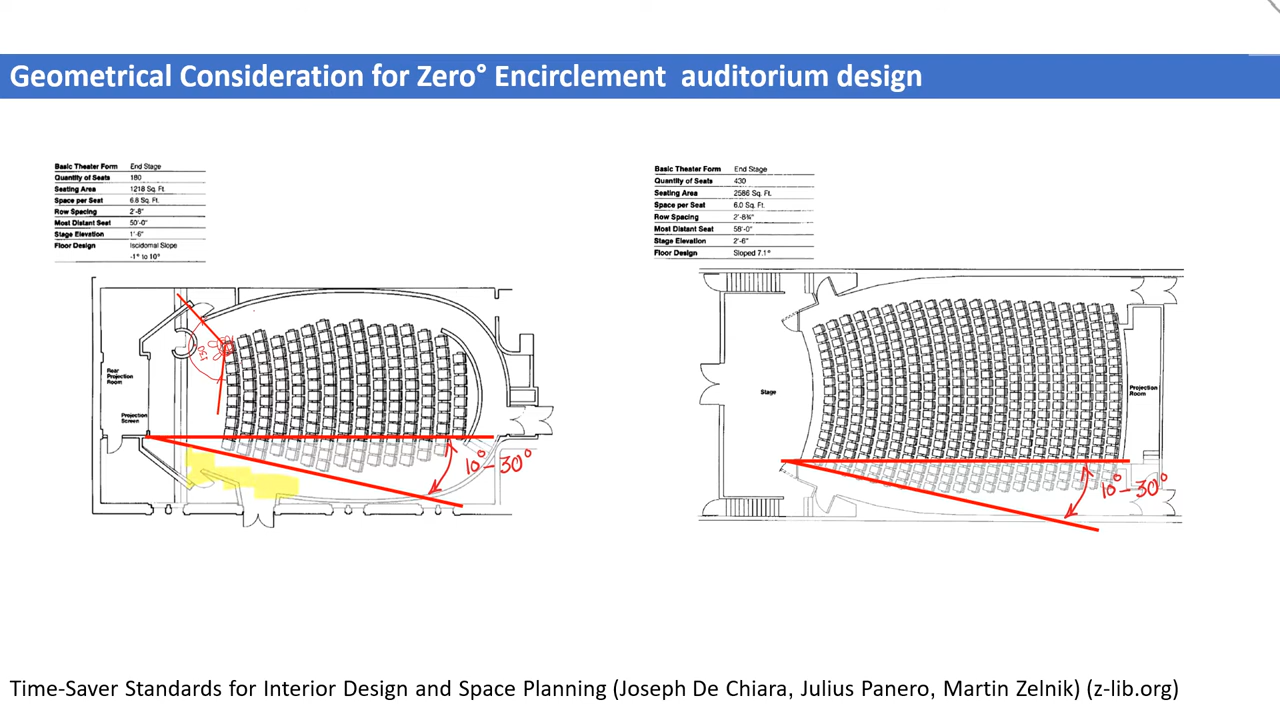 Geometrical Consideration for Zero° Encirclement auditorium design
Basic Theater Form End Stage
Quantity of Seats 180
Seating Area 1218 Sq. Ft.
Space per Seat 6.8 Sq. Ft.
Row Spacing 2'-8"
Most Distant Seat 50'-0"
Stage Elevation 1'-6"
Floor Design Iscidomal Slope
-1° to 10°
Rear
Projection
Room
Projection
Screen
130
10°-30°
Basic Theater Form End Stage
Quantity of Seats 430
Seating Area 2586 Sq. Ft.
Space per Seat 6.0 Sq. Ft.
Row Spacing 2'-8¾"
Most Distant Seat 58'-0"
Stage Elevation 2'-6"
Floor Design Sloped 7.1°
Stage
Projection
Room
10°-30°
Time-Saver Standards for Interior Design and Space Planning (Joseph De Chiara, Julius Panero, Martin Zelnik) (z-lib.org)